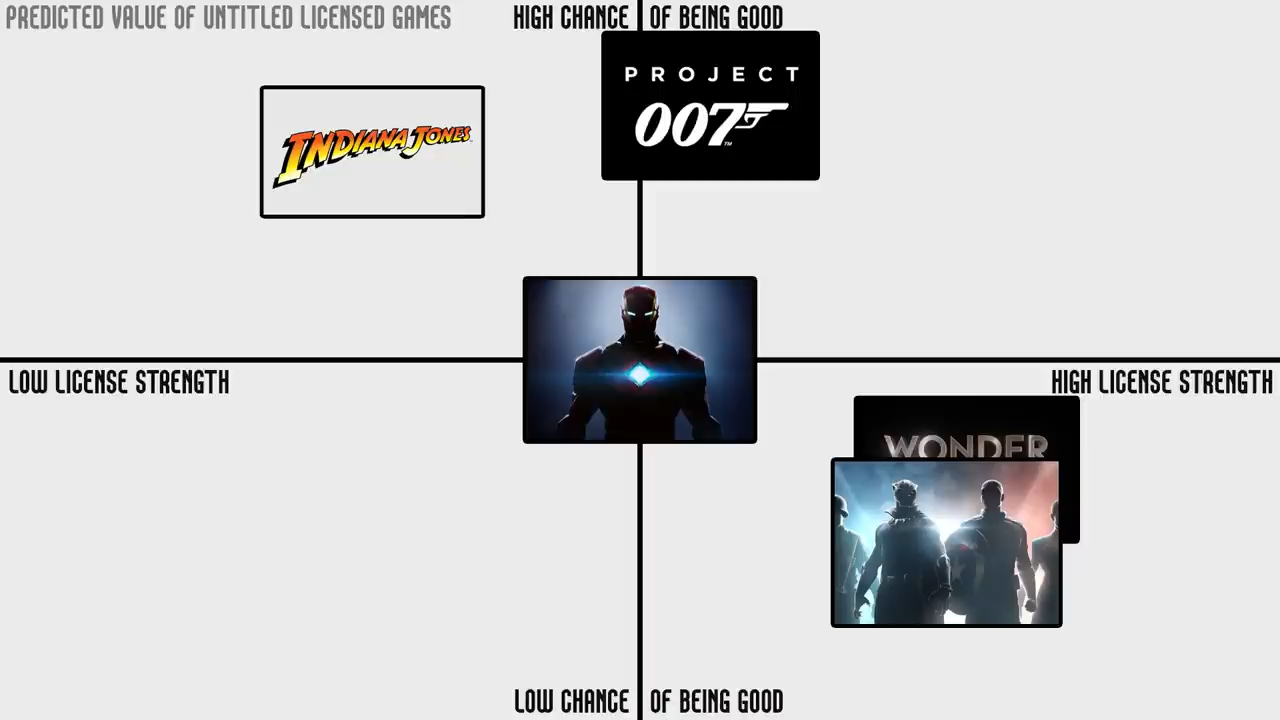 PREDICTED VALUE OF UNTITLED LICENSED GAMES
HIGH CHANCE OF BEING GOOD
PROJECT
007
TM
INDIANA JONES
LOW LICENSE STRENGTH
HIGH LICENSE STRENGTH
WONDER
LOW CHANCE OF BEING GOOD